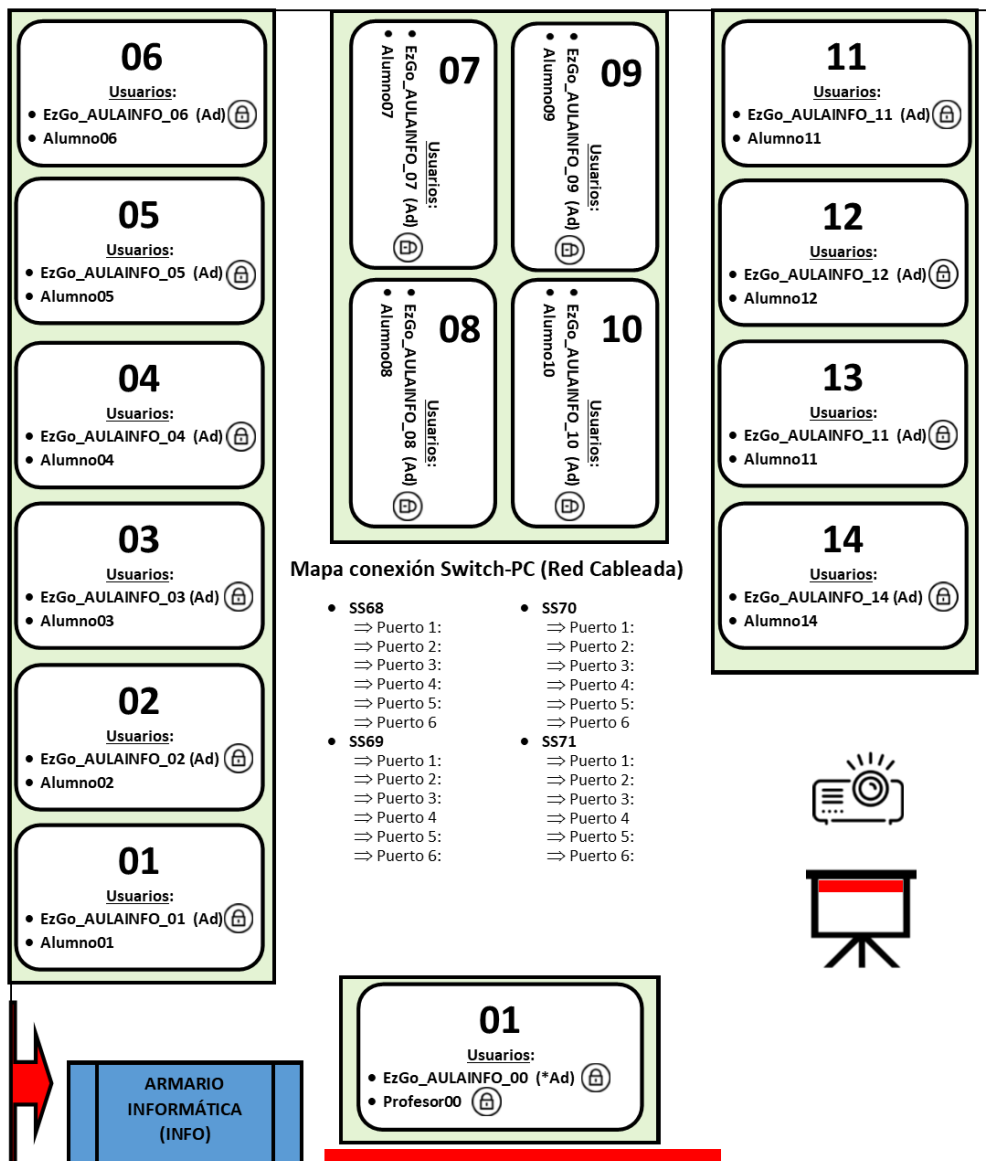 06
Usuarios:
• EzGo_AULAINFO_06 (Ad)
• Alumno06
05
Usuarios:
• EzGo_AULAINFO_05 (Ad)
• Alumno05
04
Usuarios:
• EzGo_AULAINFO_04 (Ad)
• Alumno04
03
Usuarios:
• EzGo_AULAINFO_03 (Ad)
• Alumno03
02
Usuarios:
• EzGo_AULAINFO_02 (Ad)
• Alumno02
01
Usuarios:
• EzGo_AULAINFO_01 (Ad)
• Alumno01
07
Usuarios:
• EzGo_AULAINFO_07 (Ad)
• Alumno07
09
Usuarios:
• EzGo_AULAINFO_09 (Ad)
• Alumno09
08
Usuarios:
• EzGo_AULAINFO_08 (Ad)
• Alumno08
10
Usuarios:
• EzGo_AULAINFO_10 (Ad)
• Alumno10
11
Usuarios:
• EzGo_AULAINFO_11 (Ad)
• Alumno11
12
Usuarios:
• EzGo_AULAINFO_12 (Ad)
• Alumno12
13
Usuarios:
• EzGo_AULAINFO_11 (Ad)
• Alumno11
14
Usuarios:
• EzGo_AULAINFO_14 (Ad)
• Alumno14
Mapa conexión Switch-PC (Red Cableada)
• SS68
⇒ Puerto 1:
⇒ Puerto 2:
⇒ Puerto 3:
⇒ Puerto 4:
⇒ Puerto 5:
⇒ Puerto 6
• SS69
⇒ Puerto 1:
⇒ Puerto 2:
⇒ Puerto 3:
⇒ Puerto 4
⇒ Puerto 5:
⇒ Puerto 6:
• SS70
⇒ Puerto 1:
⇒ Puerto 2:
⇒ Puerto 3:
⇒ Puerto 4:
⇒ Puerto 5:
⇒ Puerto 6
• SS71
⇒ Puerto 1:
⇒ Puerto 2:
⇒ Puerto 3:
⇒ Puerto 4
⇒ Puerto 5:
⇒ Puerto 6:
01
Usuarios:
• EzGo_AULAINFO_00 (*Ad)
• Profesor00
ARMARIO
INFORMÁTICA
(INFO)